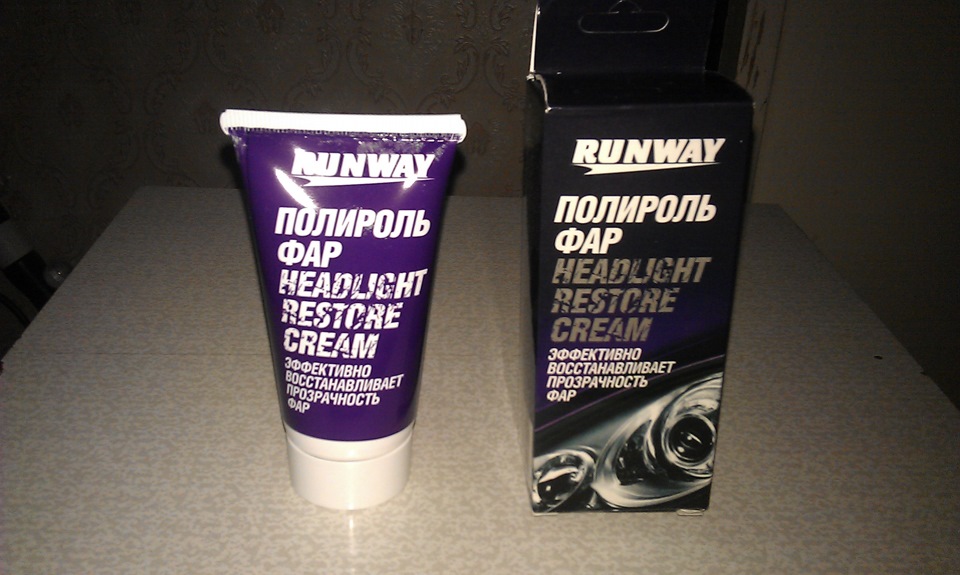 RUNWAY
ПОЛИРОЛЬ
ФАР
HEADLIGHT
RESTORE
CREAM
ЭФФЕКТИВНО
ВОССТАНАВЛИВАЕТ
ПРОЗРАЧНОСТЬ
ФАР
RUNWAY
ПОЛИРОЛЬ
ФАР
HEADLIGHT
RESTORE
CREAM
ЭФФЕКТИВНО
ВОССТАНАВЛИВАЕТ
ПРОЗРАЧНОСТЬ
ФАР